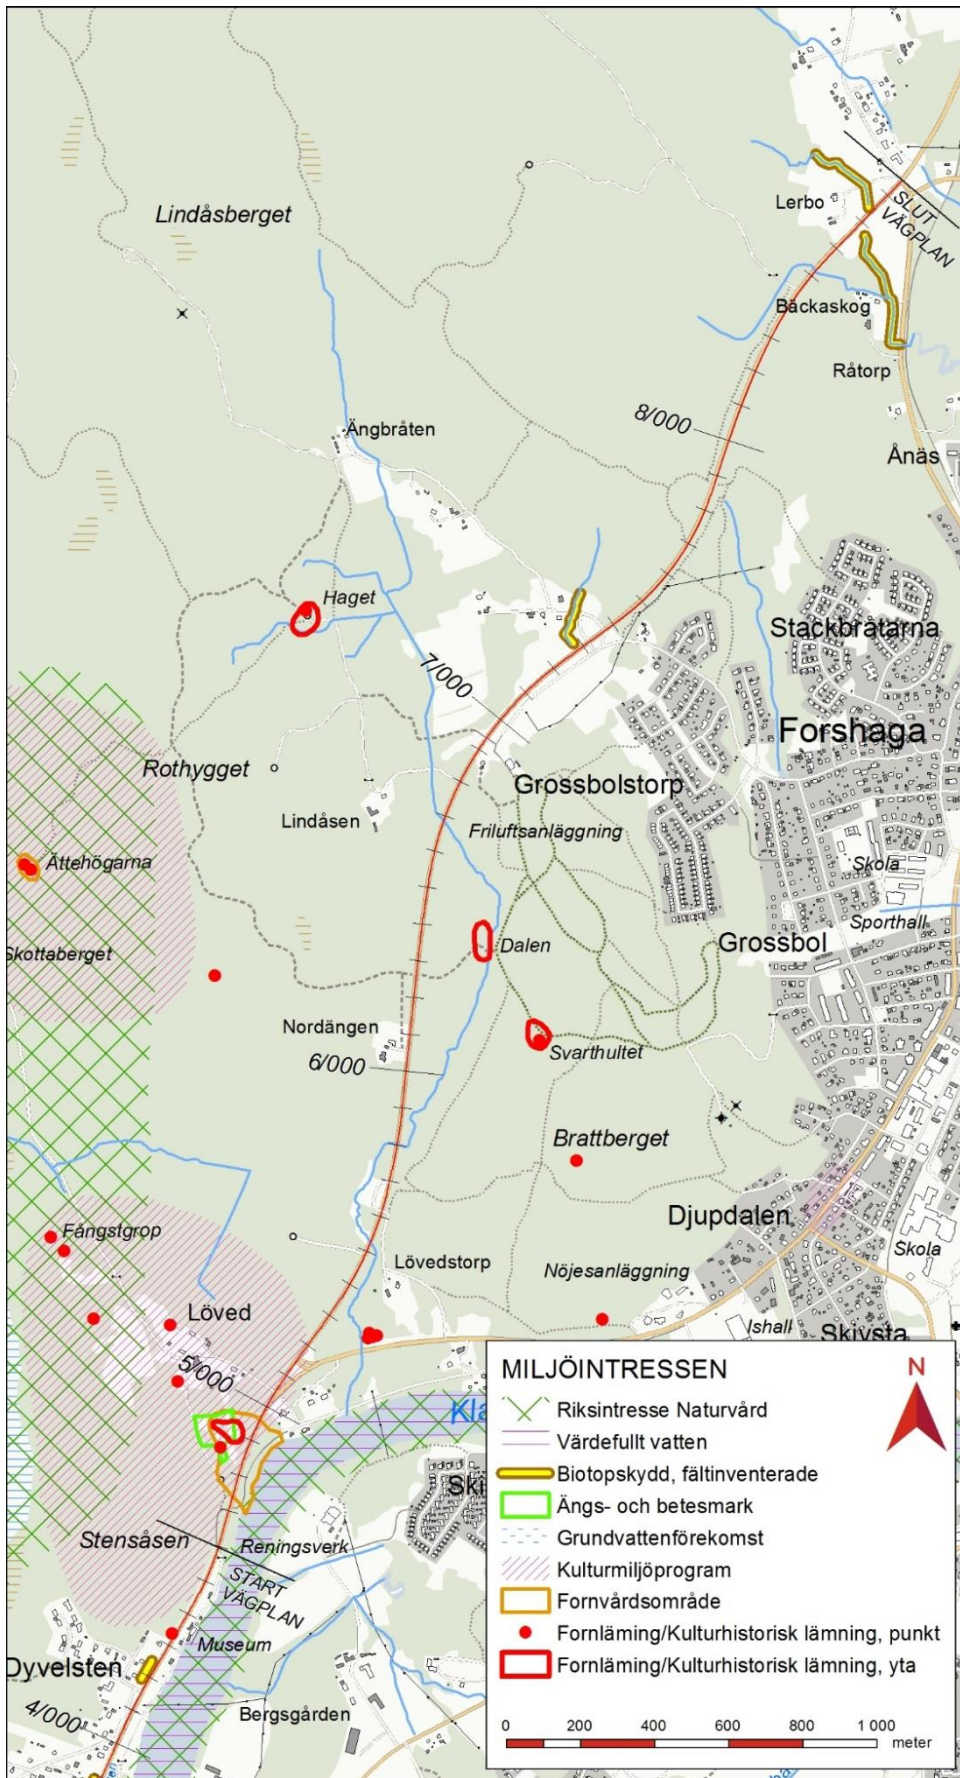 Lindåsberget
Lerbo
SLUT
VÄGPLAN
Bäckaskog
Råtorp
8/000
Ängbråten
Ånäs
Haget
Stackbråtarna
7/000
Forshaga
Rothygget
Grossbolstorp
Lindåsen
Friluftsanläggning
Ättehögarna
Skola
Sporthall
Skottaberget
Dalen
Grossbol
Nordängen
6/000
Svarthultet
Brattberget
Djupdalen
Fångstgrop
Skola
Lövedstorp
Nöjesanläggning
Löved
Ishall
Skivsta
5/000
Stensåsen
Reningsverk
START
VÄGPLAN
Museum
Dyvelsten
Bergsgården
4/000
MILJÖINTRESSEN
N
Riksintresse Naturvård
Värdefullt vatten
Biotopskydd, fältinventerade
Ängs- och betesmark
Grundvattenförekomst
Kulturmiljöprogram
Fornvårdsområde
Fornläming/Kulturhistorisk lämning, punkt
Fornläming/Kulturhistorisk lämning, yta
0 200 400 600 800 1 000
meter